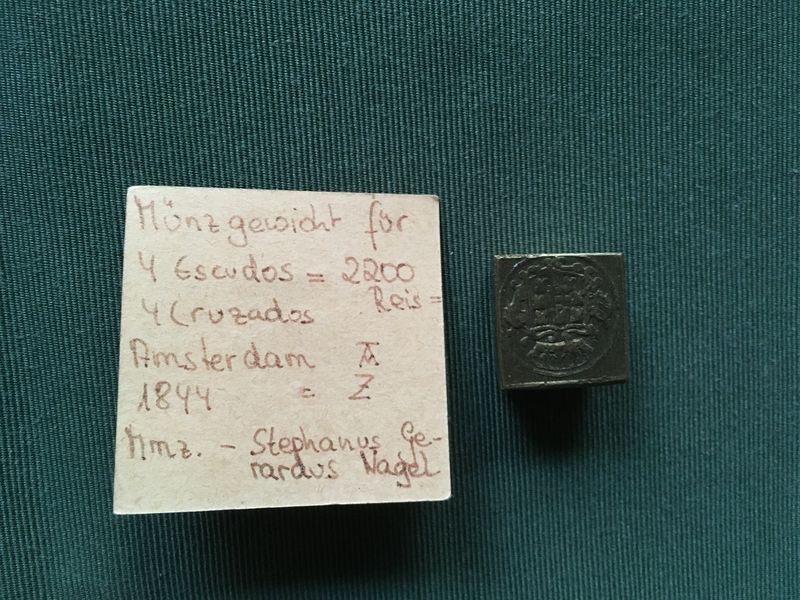 Münzgewicht für
4 Escudos = 2200
4 Cruzados Reis =
Amsterdam
1844 = Z
Mmz. - Stephanus Ge-
rardus Nagel